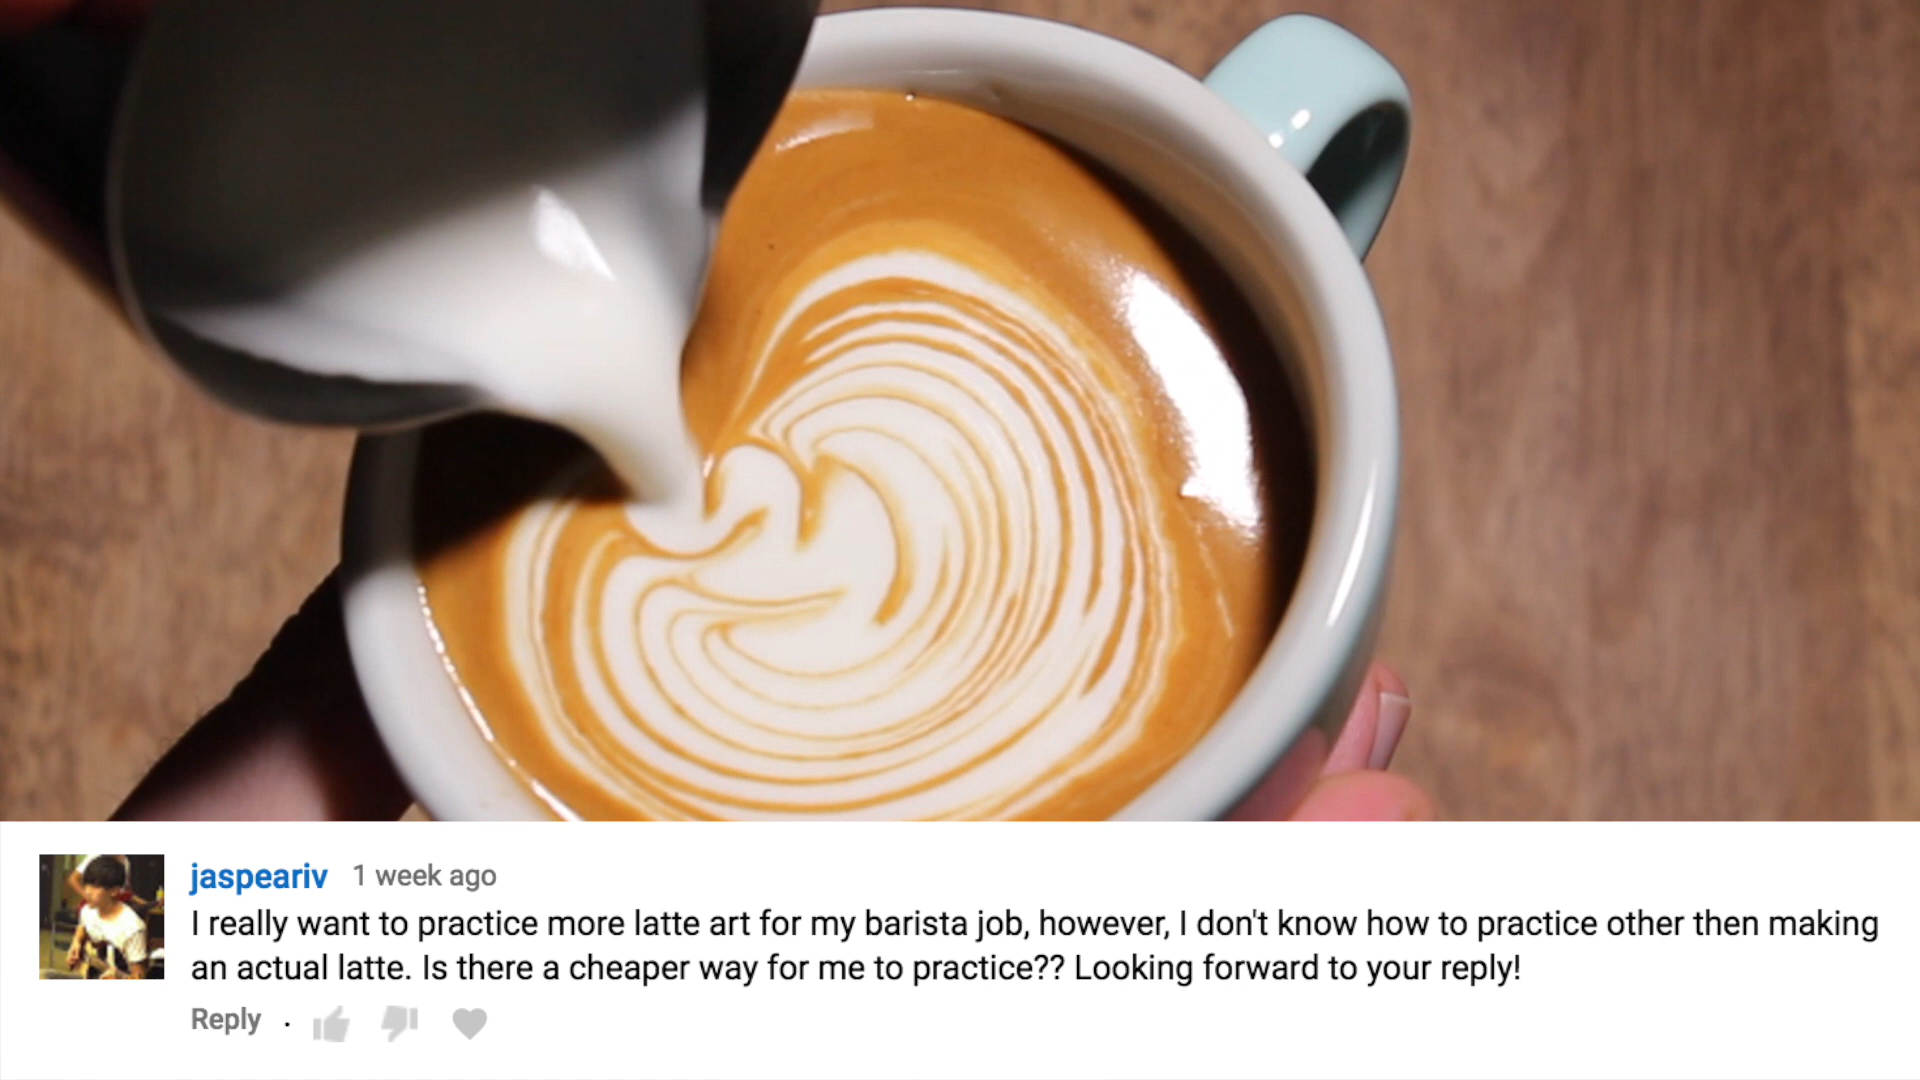 jaspeariv 1 week ago
I really want to practice more latte art for my barista job, however, I don't know how to practice other then making
an actual latte. Is there a cheaper way for me to practice?? Looking forward to your reply!
Reply .